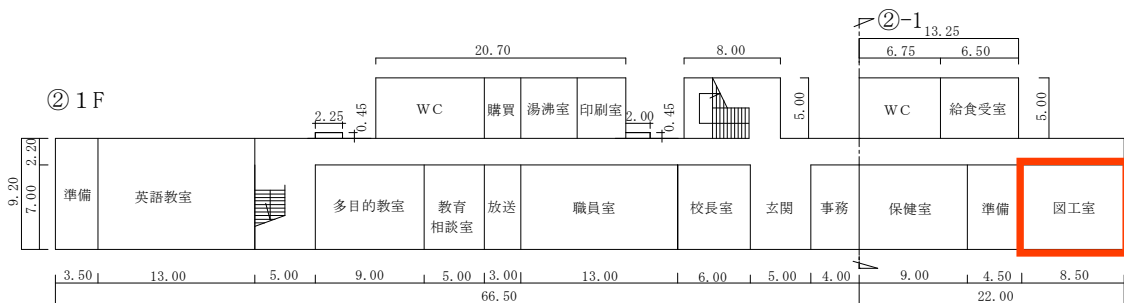 ②-1
13.25
20.70
8.00
6.75
6.50
② 1F
2.25
0.45
WC
購買
湯沸室
印刷室
2.00
0.45
5.00
WC
給食受室
5.00
9.20
2.20
7.00
準備
英語教室
多目的教室
教育
相談室
放送
職員室
校長室
玄関
事務
保健室
準備
図工室
3.50
13.00
5.00
9.00
5.00
3.00
13.00
6.00
5.00
4.00
9.00
4.50
8.50
66.50
22.00